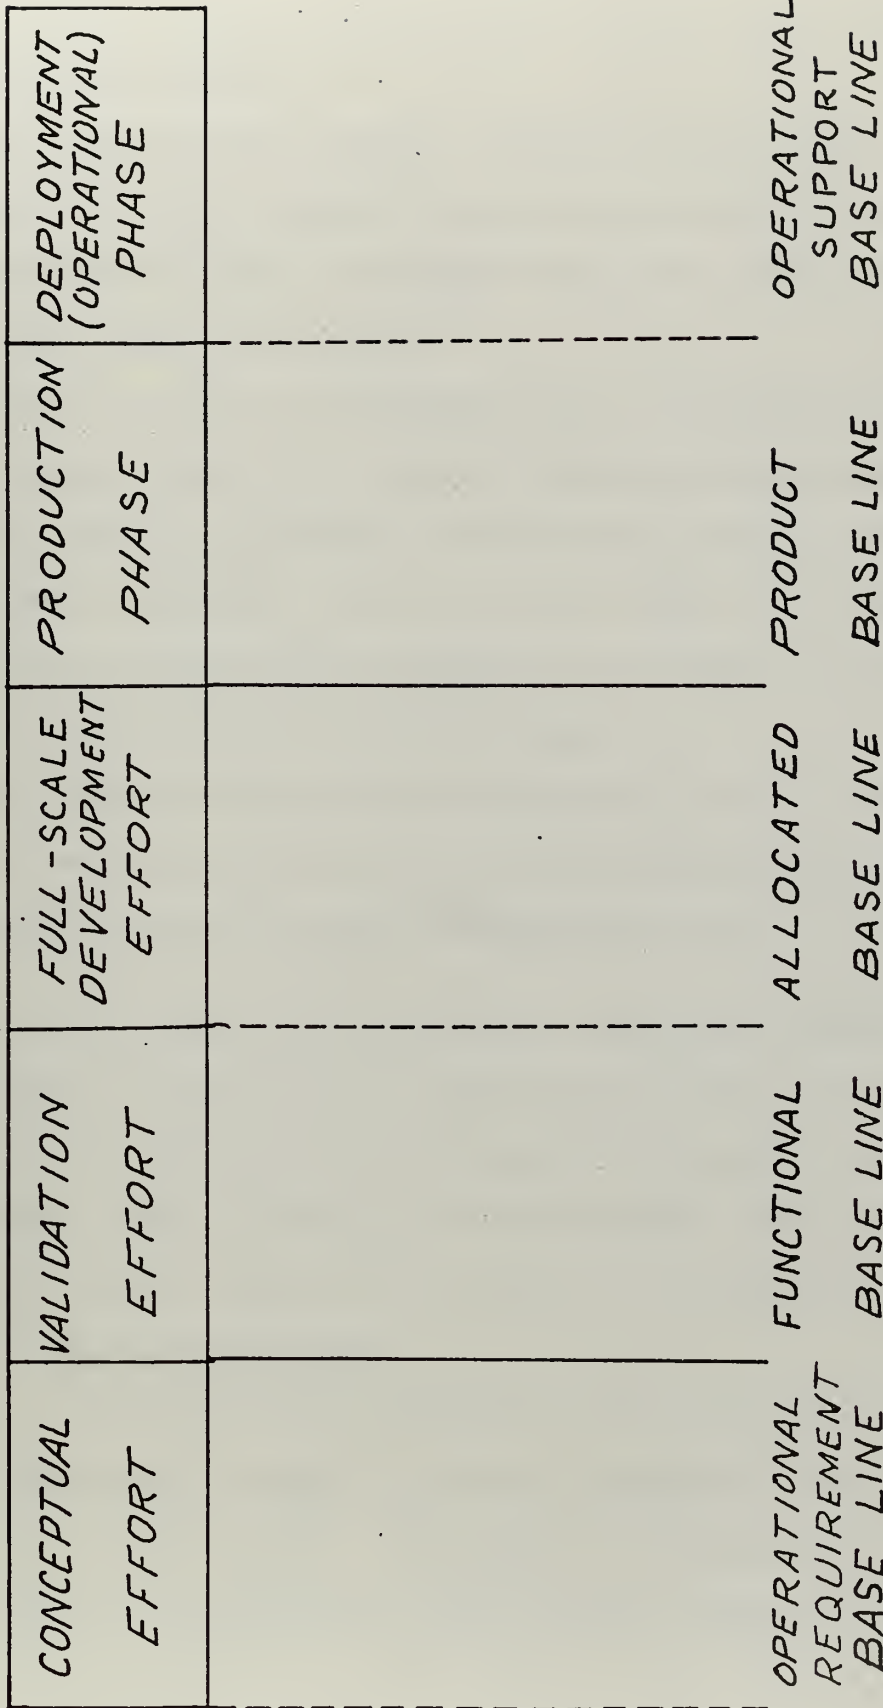 CONCEPTUAL
EFFORT
VALIDATION
EFFORT
FULL-SCALE
DEVELOPMENT
EFFORT
PRODUCTION
PHASE
DEPLOYMENT
(OPERATIONAL)
PHASE
OPERATIONAL
REQUIREMENT
BASE LINE
FUNCTIONAL
BASE LINE
ALLOCATED
BASE LINE
PRODUCT
BASE LINE
OPERATIONAL
SUPPORT
BASE LINE